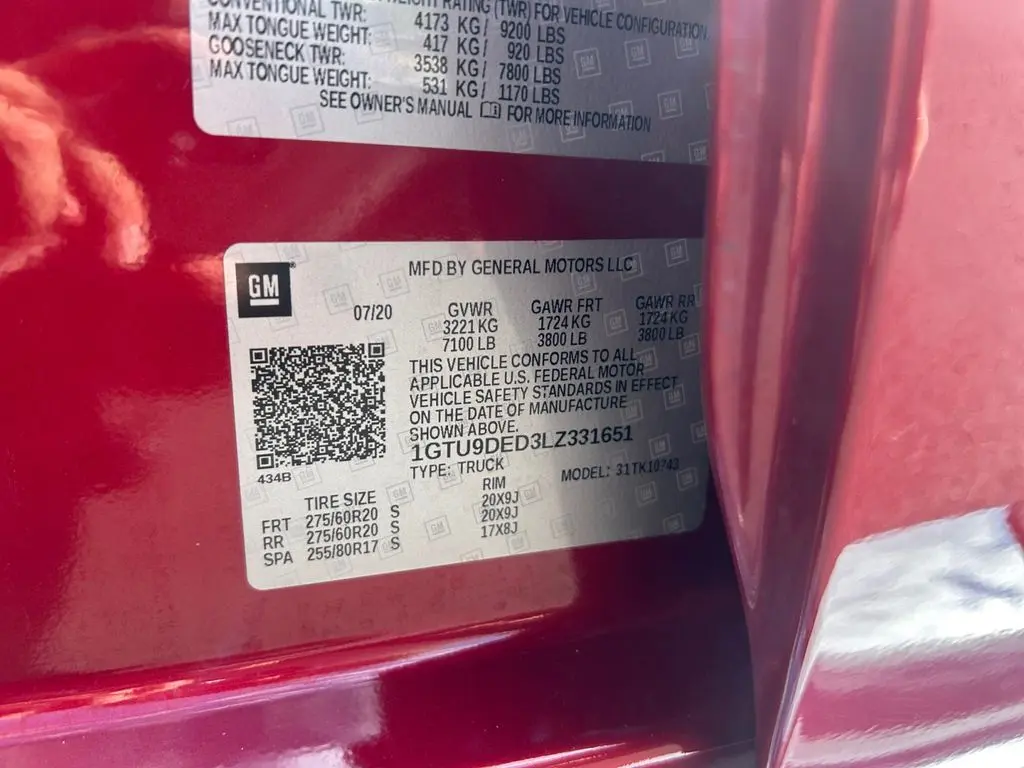 WEIGHT RATING (TWR) FOR VEHICLE CONFIGURATION
CONVENTIONAL TWR: 4173 KG/ 9200 LBS
MAX TONGUE WEIGHT: 417 KG/ 920 LBS
GOOSENECK TWR: 3538 KG/ 7800 LBS
MAX TONGUE WEIGHT: 531 KG/ 1170 LBS
SEE OWNER'S MANUAL FOR MORE INFORMATION
GM
MFD BY GENERAL MOTORS LLC
07/20 GVWR GAWR FRT GAWR RR
3221 KG 1724 KG 1724 KG
7100 LB 3800 LB 3800 LB
THIS VEHICLE CONFORMS TO ALL
APPLICABLE U.S. FEDERAL MOTOR
VEHICLE SAFETY STANDARDS IN EFFECT
ON THE DATE OF MANUFACTURE
SHOWN ABOVE.
1GTU9DED3LZ331651
TYPE: TRUCK MODEL: 31TK10743
434B
TIRE SIZE RIM
FRT 275/60R20 S 20X9J
RR 275/60R20 S 20X9J
SPA 255/80R17 S 17X8J